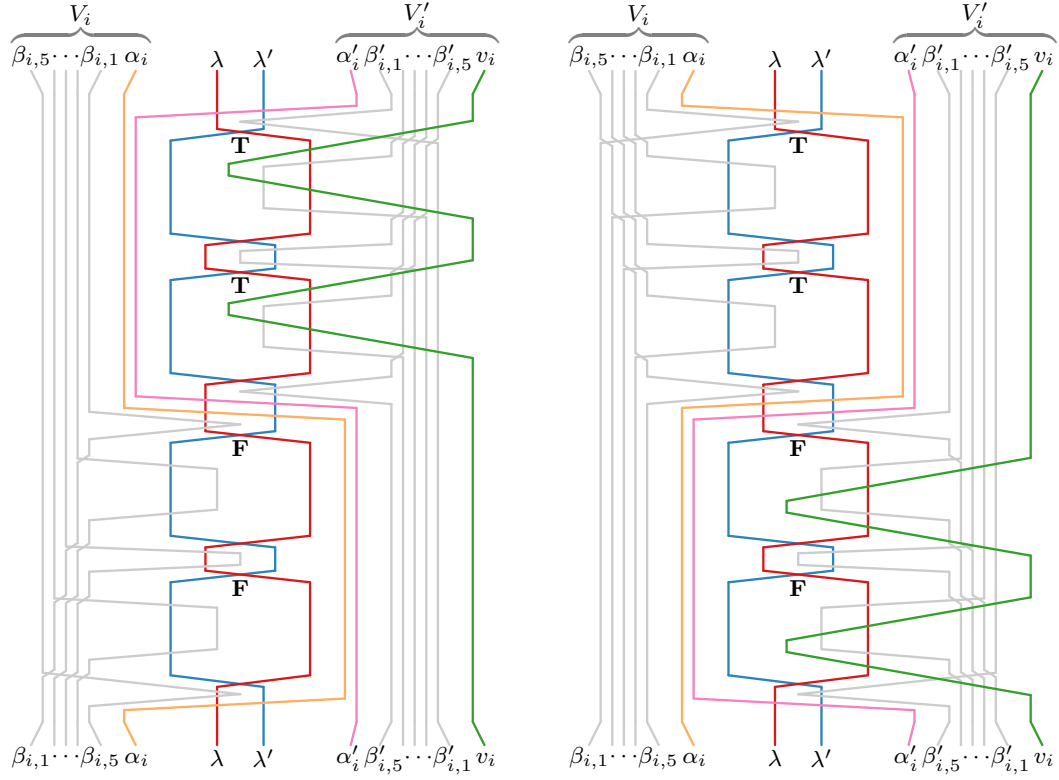 V_i V'_i V_i V'_i
β_{i,5} ⋯ β_{i,1} α_i λ λ' α'_i β'_{i,1} ⋯ β'_{i,5} v_i β_{i,5} ⋯ β_{i,1} α_i λ λ' α'_i β'_{i,1} ⋯ β'_{i,5} v_i
T T
T T
F F
F F
β_{i,1} ⋯ β_{i,5} α_i λ λ' α'_i β'_{i,5} ⋯ β'_{i,1} v_i β_{i,1} ⋯ β_{i,5} α_i λ λ' α'_i β'_{i,5} ⋯ β'_{i,1} v_i